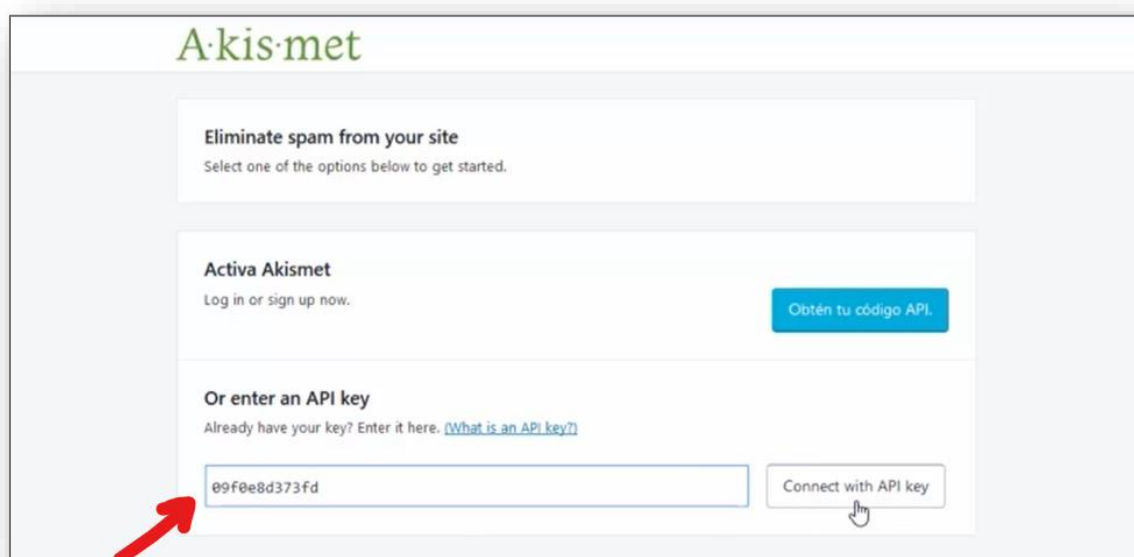 A·kis·met
Eliminate spam from your site
Select one of the options below to get started.
Activa Akismet
Log in or sign up now.
Obtén tu código API.
Or enter an API key
Already have your key? Enter it here. (What is an API key?)
09f0e8d373fd
Connect with API key